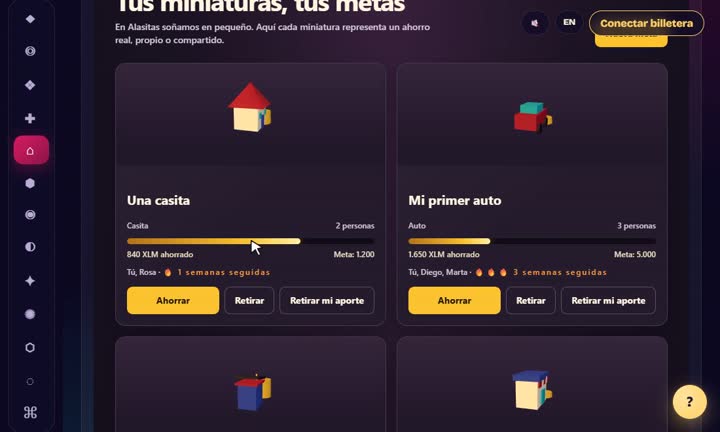 Tus miniaturas, tus metas
En Alasitas soñamos en pequeño. Aquí cada miniatura representa un ahorro
real, propio o compartido.
EN
Conectar billetera
Una casita
Casita
2 personas
840 XLM ahorrado
Meta: 1.200
Tú, Rosa · 🔥 1 semanas seguidas
Ahorrar
Retirar
Retirar mi aporte
Mi primer auto
Auto
3 personas
1.650 XLM ahorrado
Meta: 5.000
Tú, Diego, Marta · 🔥 🔥 🔥 3 semanas seguidas
Ahorrar
Retirar
Retirar mi aporte
?